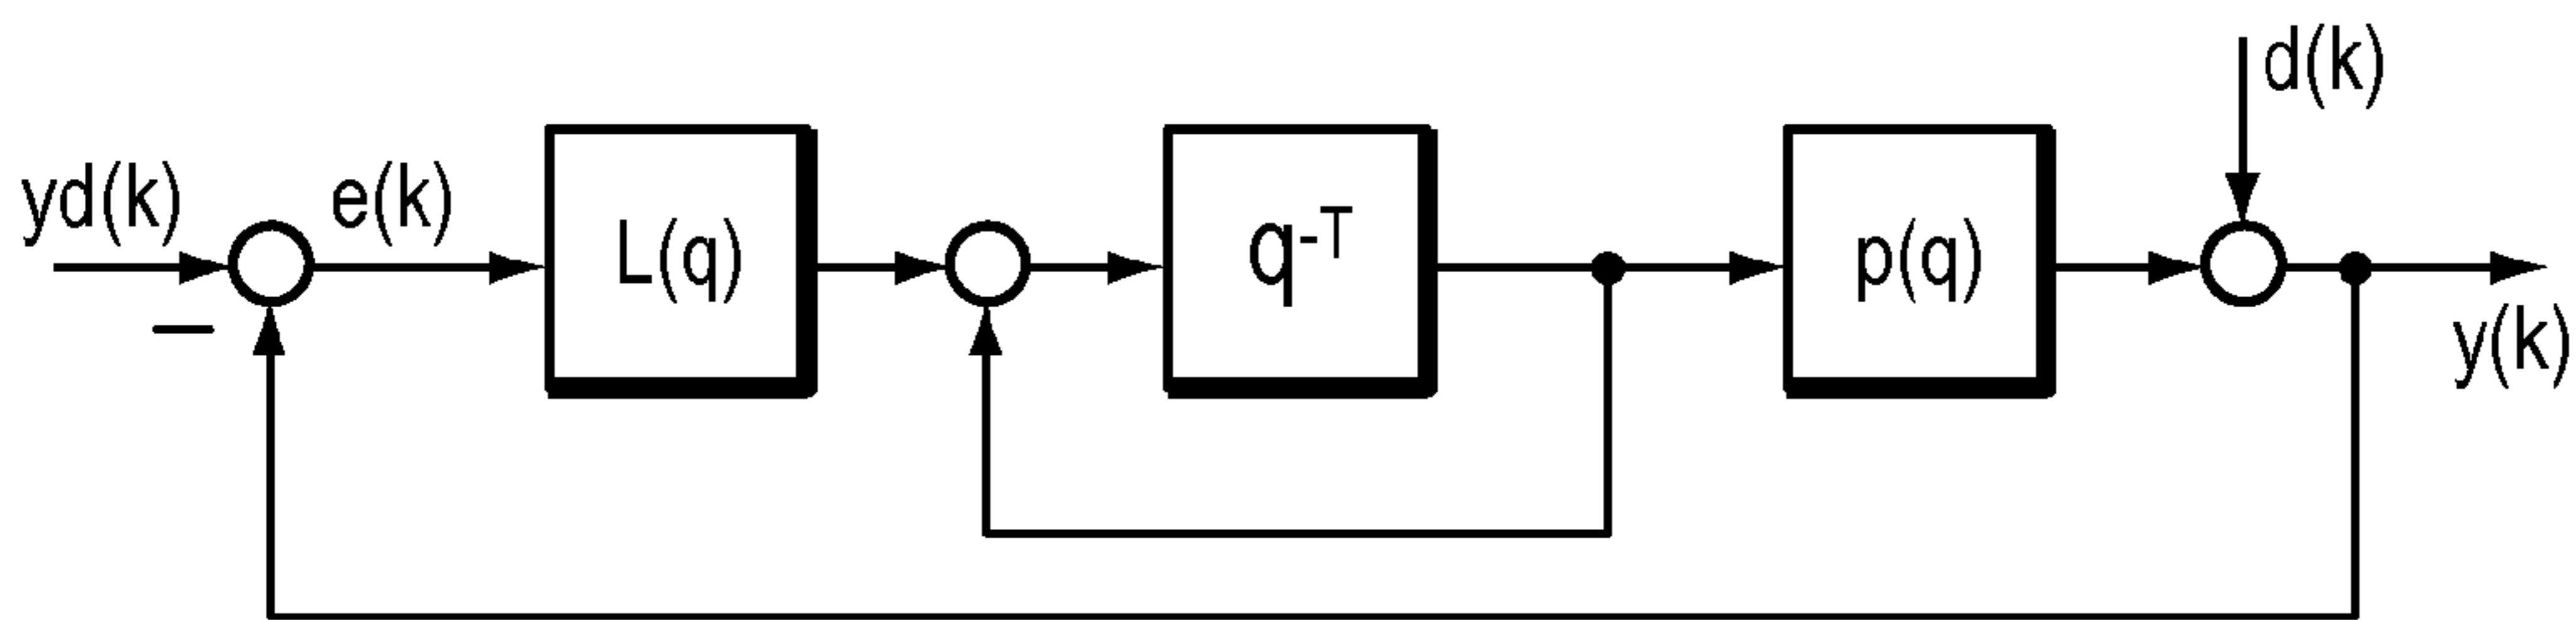 d(k)
yd(k)
e(k)
L(q)
q-T
p(q)
–
y(k)